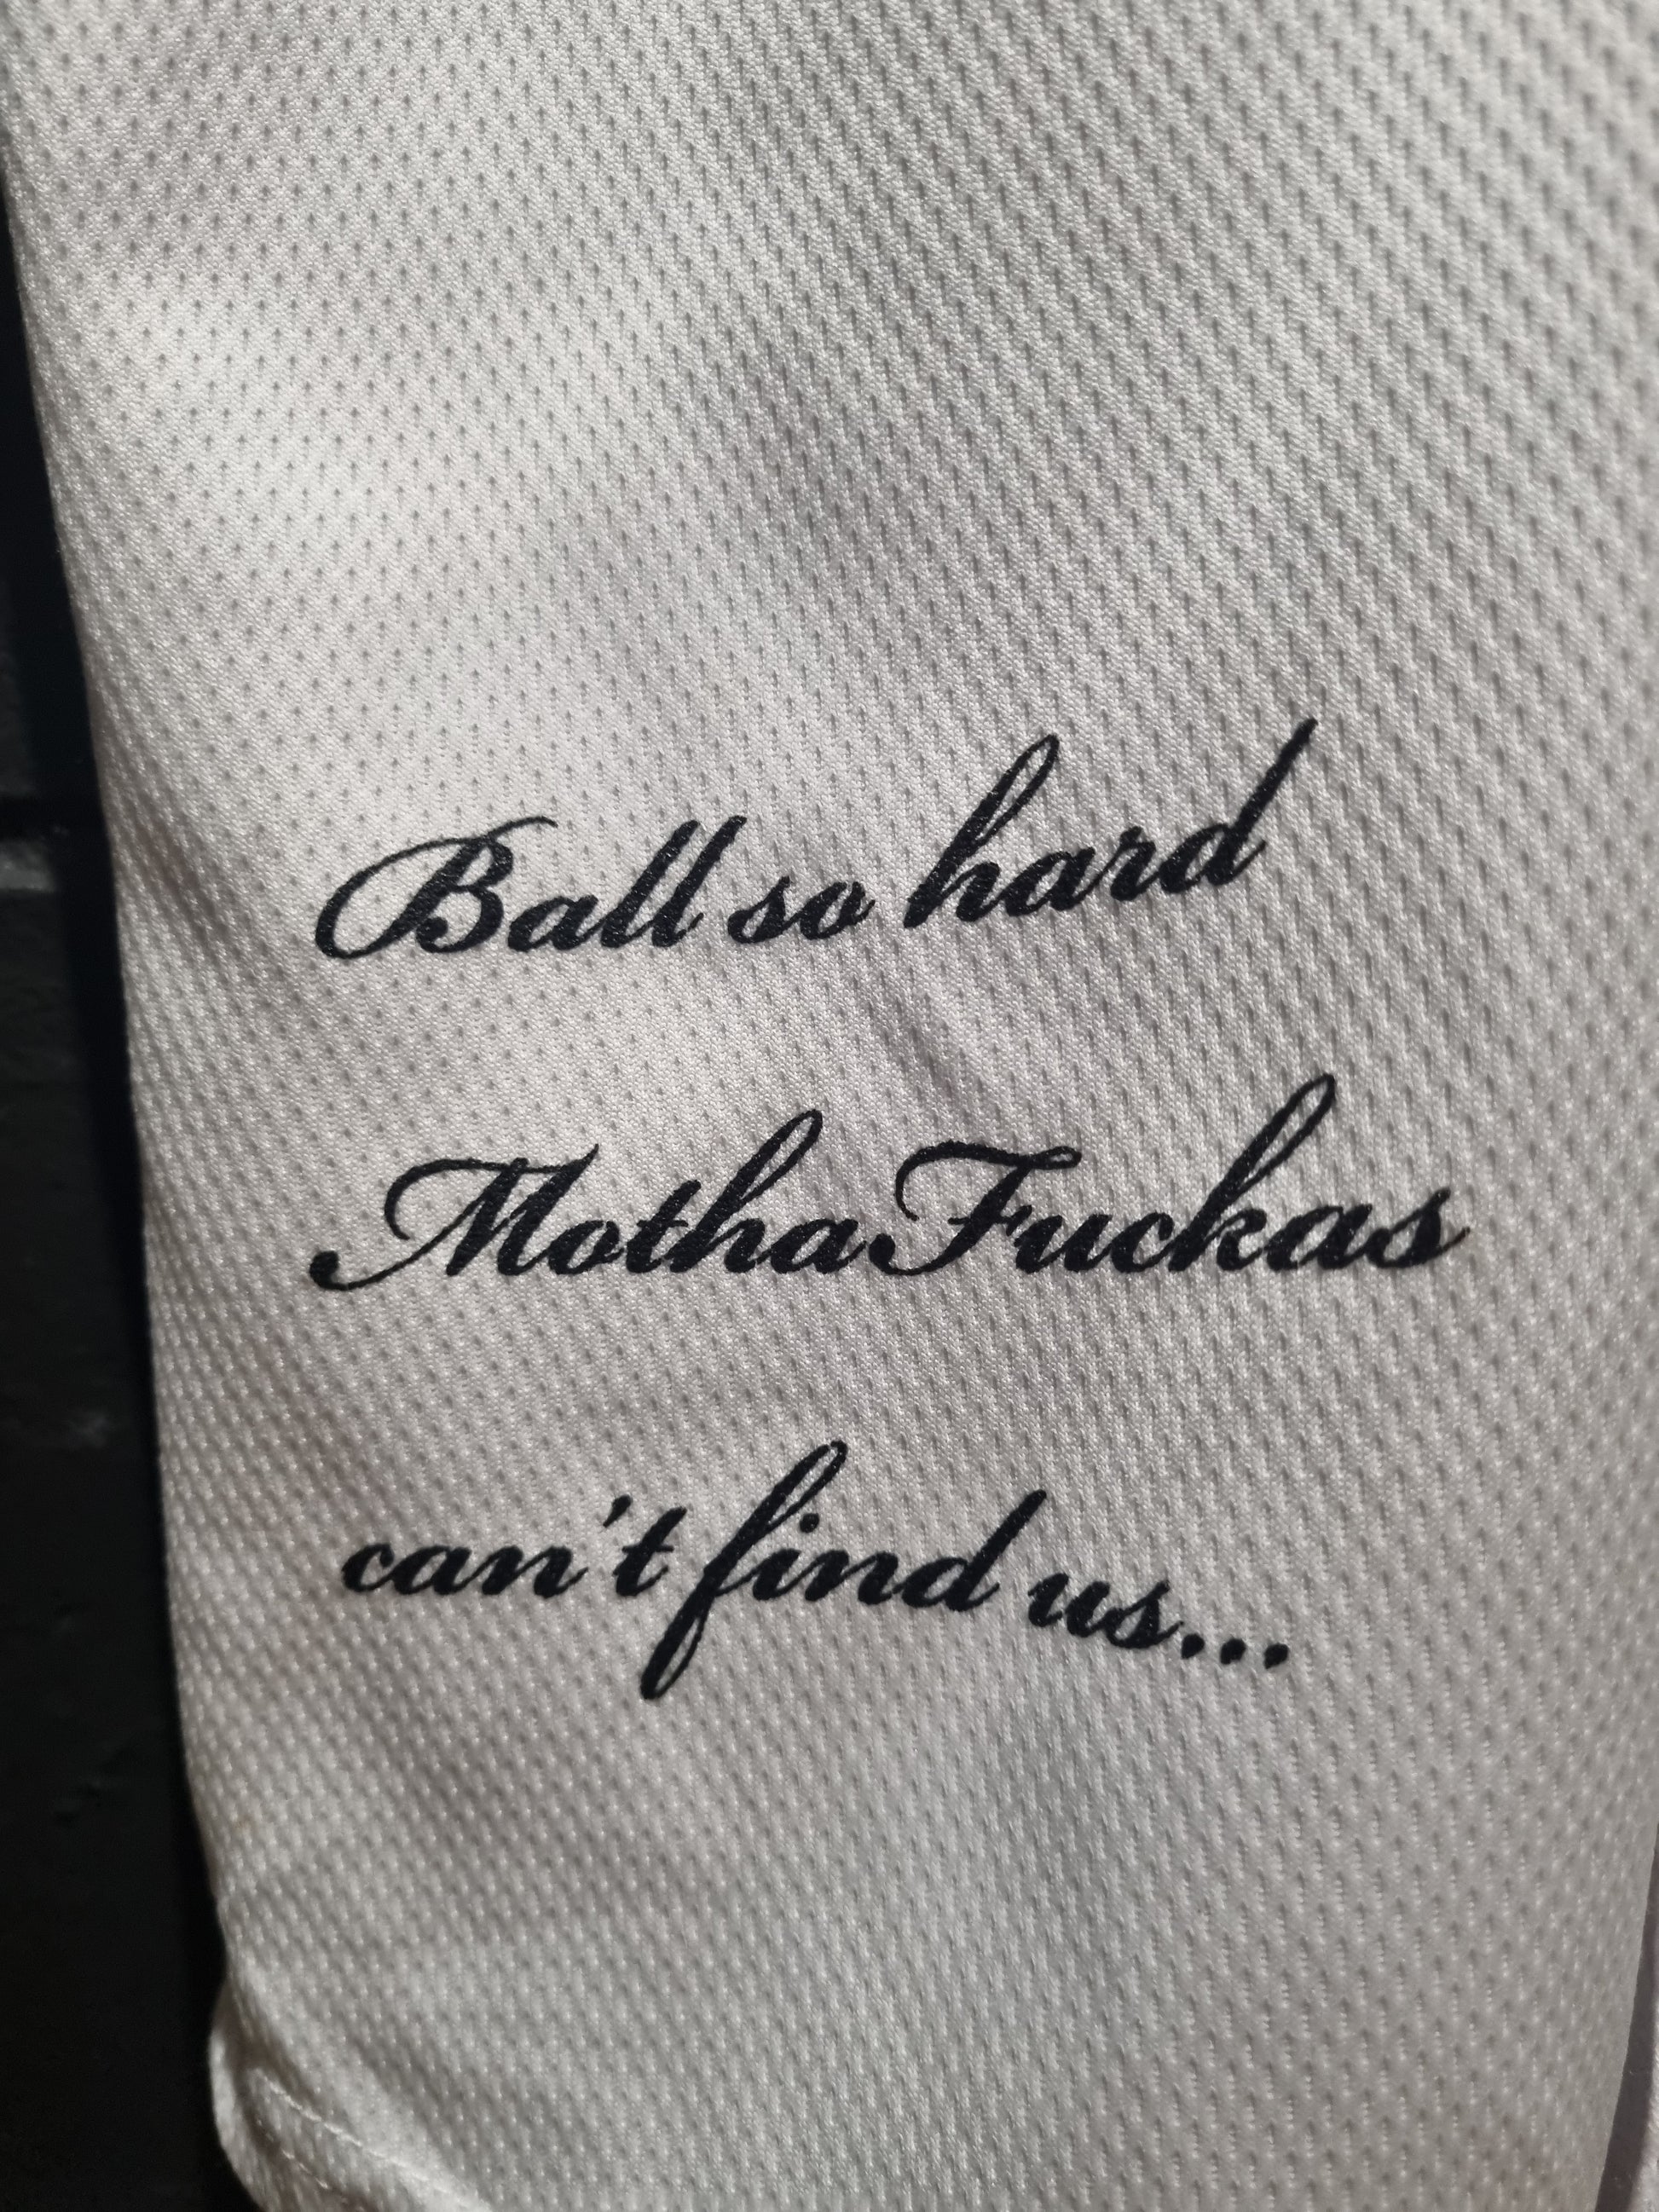 Ball so hard
MothaFuckas
can't find us...